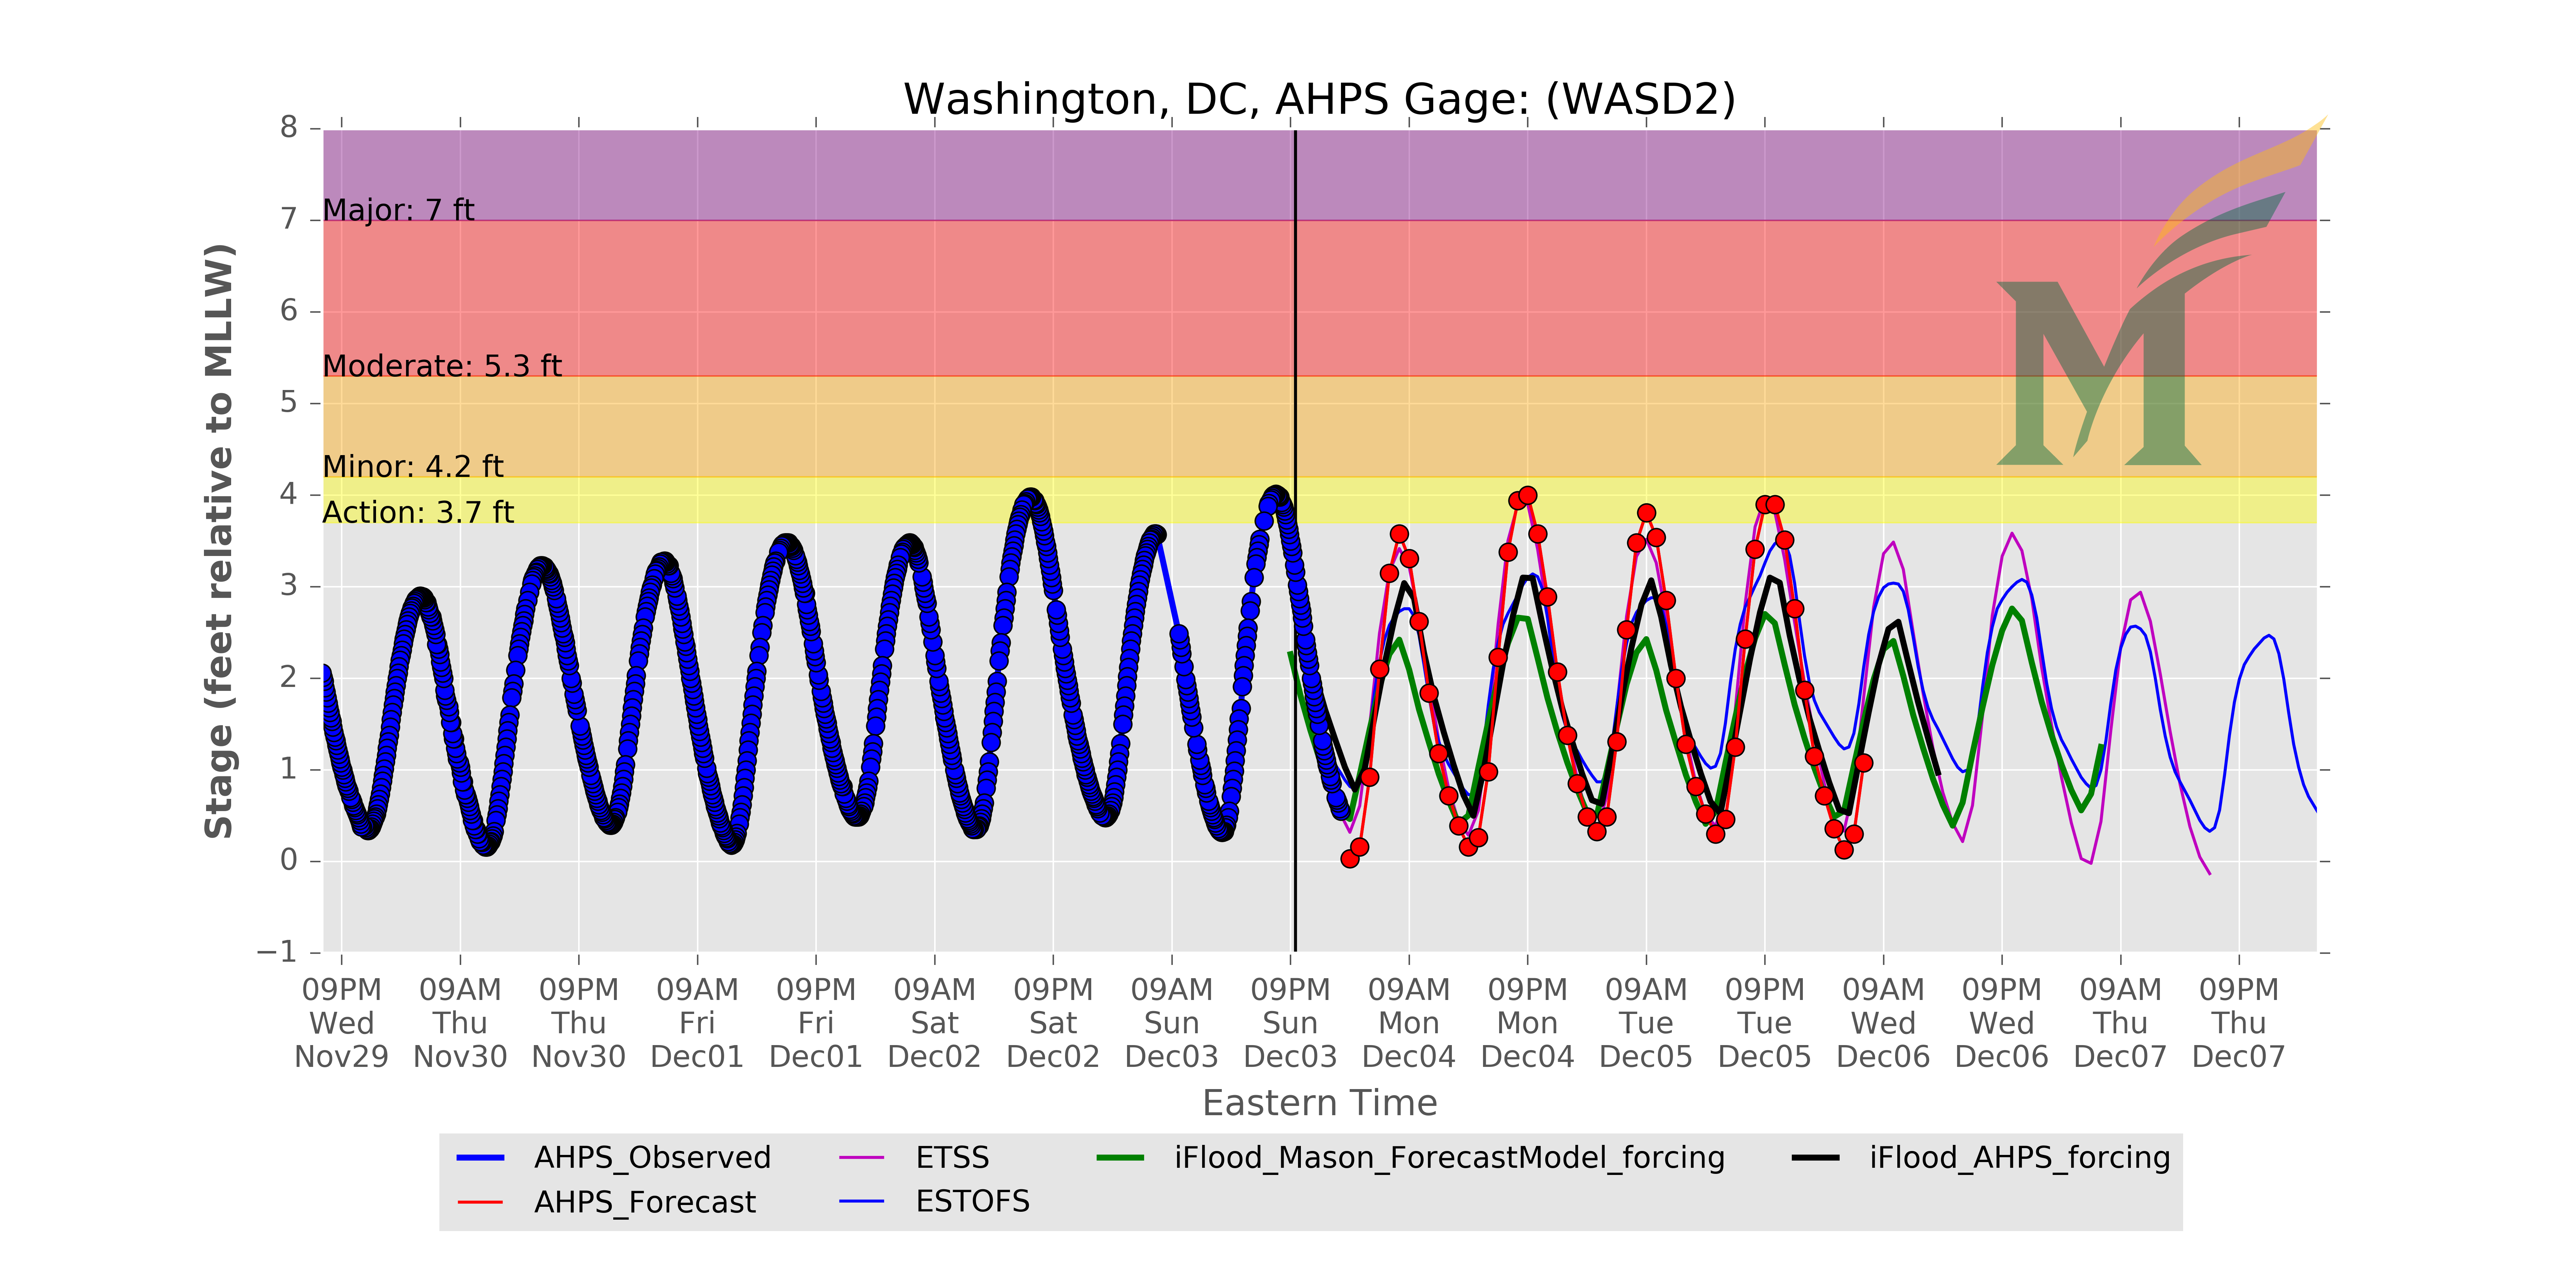 Washington, DC, AHPS Gage: (WASD2)
8
7
6
5
4
3
2
1
0
−1
Stage (feet relative to MLLW)
Major: 7 ft
Moderate: 5.3 ft
Minor: 4.2 ft
Action: 3.7 ft
09PM 09AM 09PM 09AM 09PM 09AM 09PM 09AM 09PM 09AM 09PM 09AM 09PM 09AM 09PM 09AM 09PM
Wed Thu Thu Fri Fri Sat Sat Sun Sun Mon Mon Tue Tue Wed Wed Thu Thu
Nov29 Nov30 Nov30 Dec01 Dec01 Dec02 Dec02 Dec03 Dec03 Dec04 Dec04 Dec05 Dec05 Dec06 Dec06 Dec07 Dec07
Eastern Time
AHPS_Observed ETSS iFlood_Mason_ForecastModel_forcing iFlood_AHPS_forcing
AHPS_Forecast ESTOFS
M